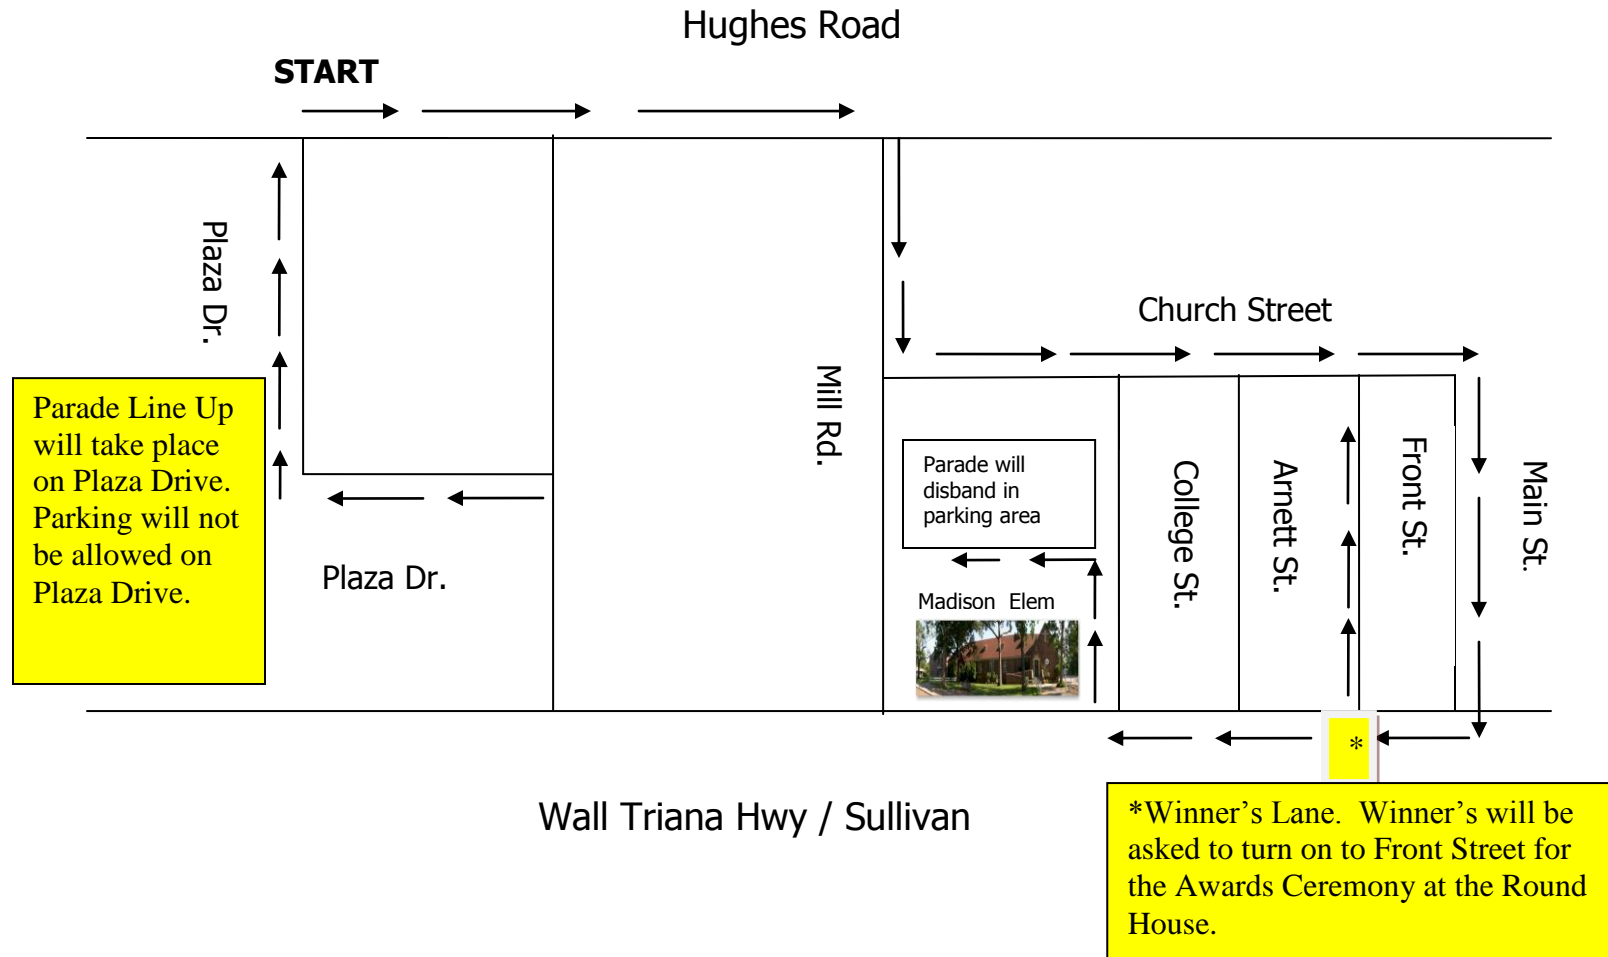 Hughes Road
START
Plaza Dr.
Church Street
Mill Rd.
Parade Line Up
will take place
on Plaza Drive.
Parking will not
be allowed on
Plaza Drive.
Parade will
disband in
parking area
College St.
Arnett St.
Front St.
Main St.
Plaza Dr.
Madison Elem
*
Wall Triana Hwy / Sullivan
*Winner’s Lane. Winner’s will be
asked to turn on to Front Street for
the Awards Ceremony at the Round
House.